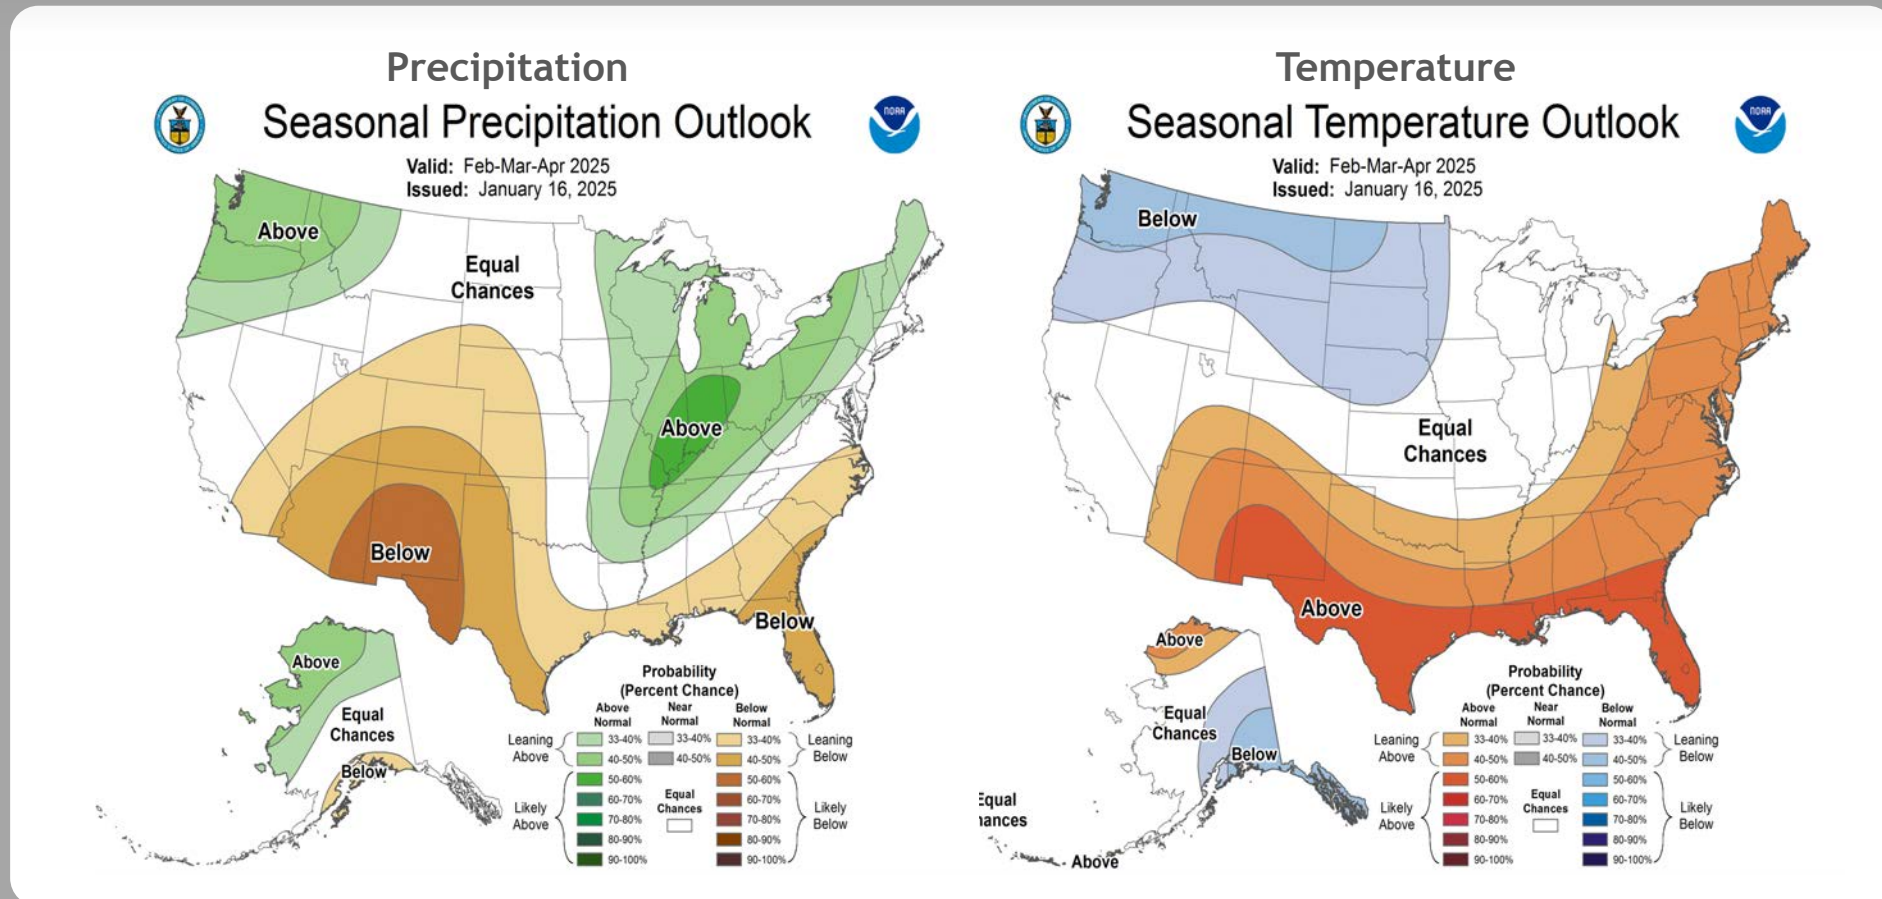 Precipitation
NOAA
Seasonal Precipitation Outlook
Valid: Feb-Mar-Apr 2025
Issued: January 16, 2025
Above
Equal
Chances
Above
Below
Below
Above
Equal
Chances
Below
Probability
(Percent Chance)
Above
Normal
Near
Normal
Below
Normal
Leaning
Above
33-40%
33-40%
33-40%
40-50%
40-50%
40-50%
Leaning
Below
Likely
Above
50-60%
60-70%
70-80%
80-90%
90-100%
Equal
Chances
50-60%
60-70%
70-80%
80-90%
90-100%
Likely
Below
Temperature
NOAA
Seasonal Temperature Outlook
Valid: Feb-Mar-Apr 2025
Issued: January 16, 2025
Below
Equal
Chances
Above
Above
Equal
Chances
Below
Equal
hances
Above
Probability
(Percent Chance)
Above
Normal
Near
Normal
Below
Normal
Leaning
Above
33-40%
33-40%
33-40%
40-50%
40-50%
40-50%
Leaning
Below
Likely
Above
50-60%
60-70%
70-80%
80-90%
90-100%
Equal
Chances
50-60%
60-70%
70-80%
80-90%
90-100%
Likely
Below